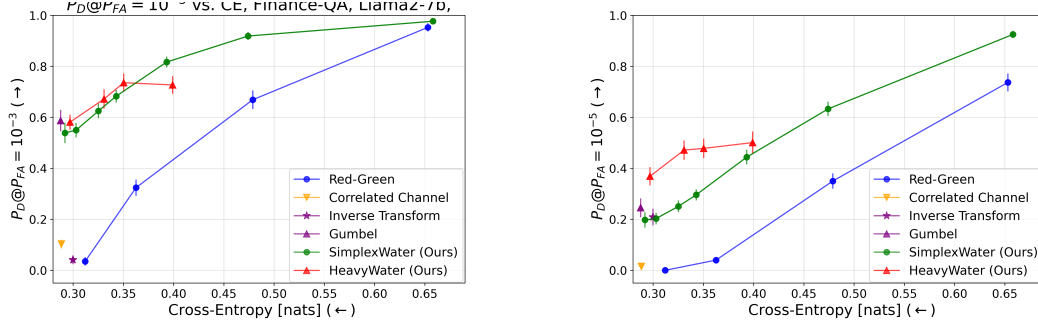 P_D@P_FA = 10⁻³ vs. CE, Finance-QA, Llama2-7b,
P_D@P_FA = 10⁻³ (→)
1.0
0.8
0.6
0.4
0.2
0.0
0.30 0.35 0.40 0.45 0.50 0.55 0.60 0.65
Cross-Entropy [nats] (←)
Red-Green
Correlated Channel
Inverse Transform
Gumbel
SimplexWater (Ours)
HeavyWater (Ours)
P_D@P_FA = 10⁻⁵ (→)
1.0
0.8
0.6
0.4
0.2
0.0
0.30 0.35 0.40 0.45 0.50 0.55 0.60 0.65
Cross-Entropy [nats] (←)
Red-Green
Correlated Channel
Inverse Transform
Gumbel
SimplexWater (Ours)
HeavyWater (Ours)